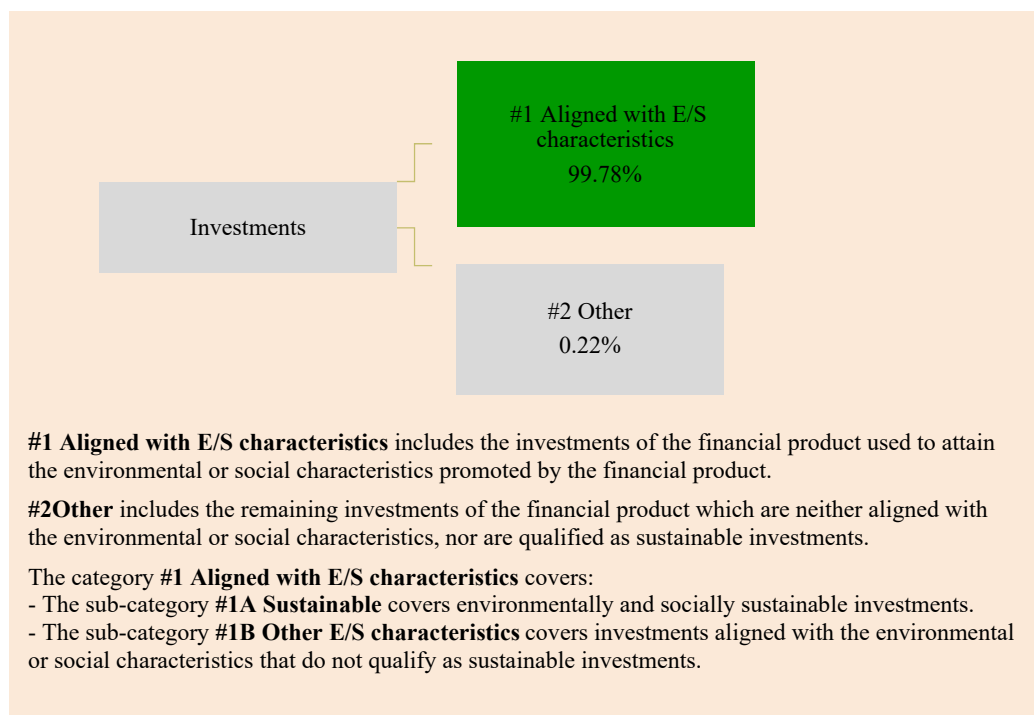 #1 Aligned with E/S
characteristics
99.78%
Investments
#2 Other
0.22%
#1 Aligned with E/S characteristics includes the investments of the financial product used to attain
the environmental or social characteristics promoted by the financial product.
#2Other includes the remaining investments of the financial product which are neither aligned with
the environmental or social characteristics, nor are qualified as sustainable investments.
The category #1 Aligned with E/S characteristics covers:
- The sub-category #1A Sustainable covers environmentally and socially sustainable investments.
- The sub-category #1B Other E/S characteristics covers investments aligned with the environmental
or social characteristics that do not qualify as sustainable investments.